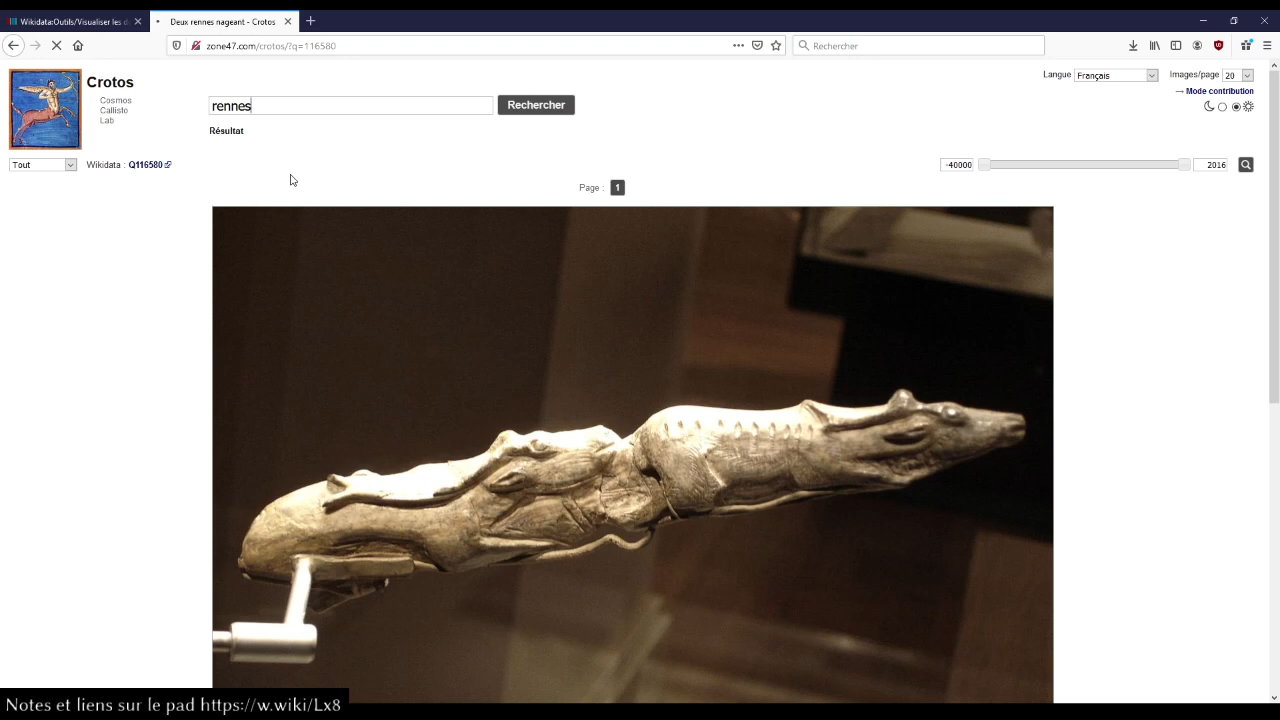 Wikidata:Outils/Visualiser les d
Deux rennes nageant - Crotos
zone47.com/crotos/?q=116580
Rechercher
Crotos
Cosmos
Callisto
Lab
rennes
Rechercher
Résultat
Langue Français
Images/page 20
→ Mode contribution
Tout
Wikidata : Q116580
-40000
2016
Page : 1
Notes et liens sur le pad https://w.wiki/Lx8